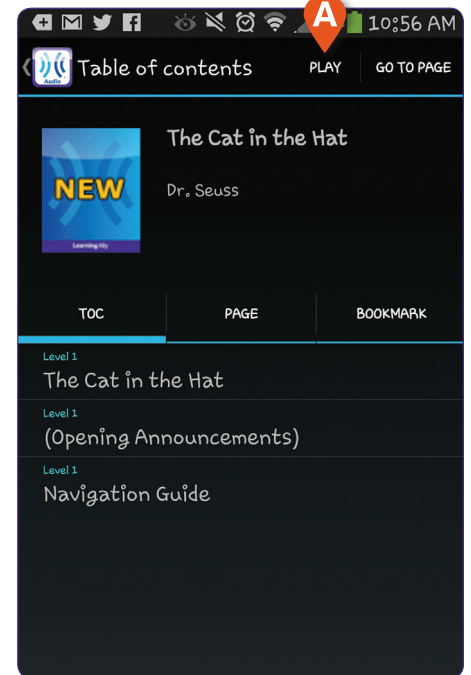 A
10:56 AM
Audio
Table of contents
PLAY
GO TO PAGE
The Cat in the Hat
NEW
Dr. Seuss
Learning Ally
TOC
PAGE
BOOKMARK
Level 1
The Cat in the Hat
Level 1
(Opening Announcements)
Level 1
Navigation Guide